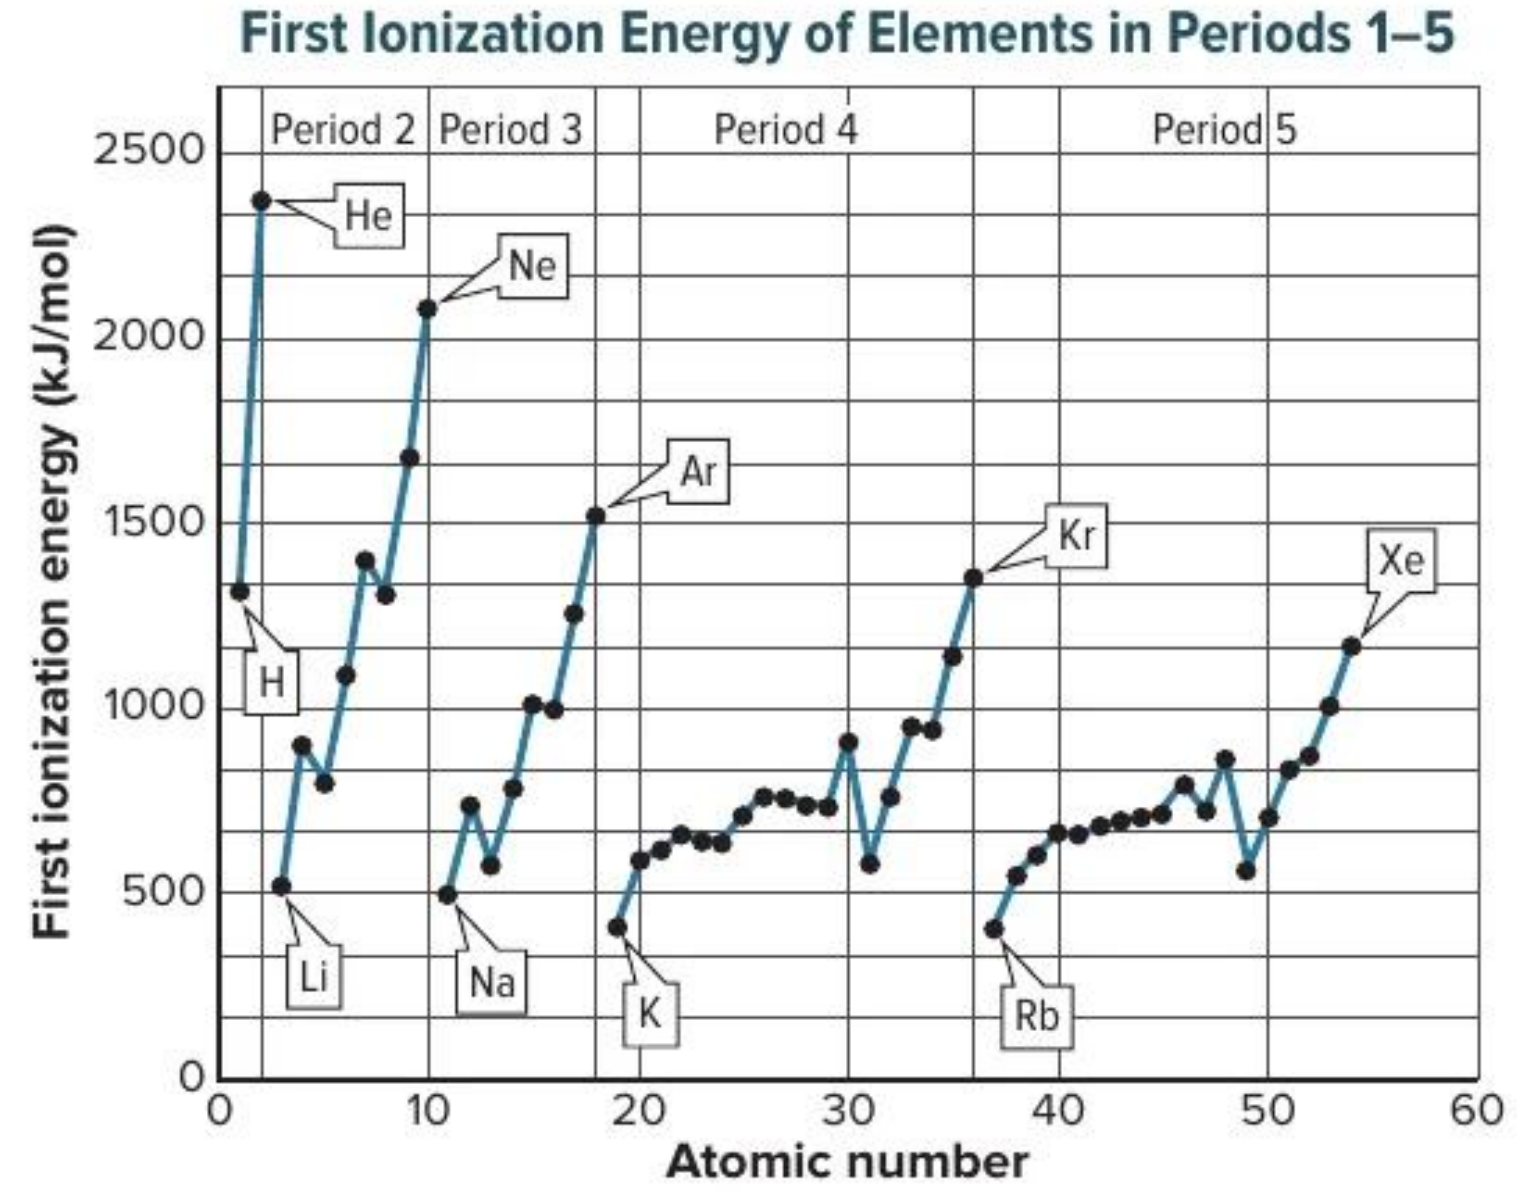 First Ionization Energy of Elements in Periods 1–5
Period 2 Period 3 Period 4 Period 5
2500
He
Ne
2000
Ar
1500
Kr
Xe
H
1000
500
Li
Na
K
Rb
0
0 10 20 30 40 50 60
Atomic number
First ionization energy (kJ/mol)